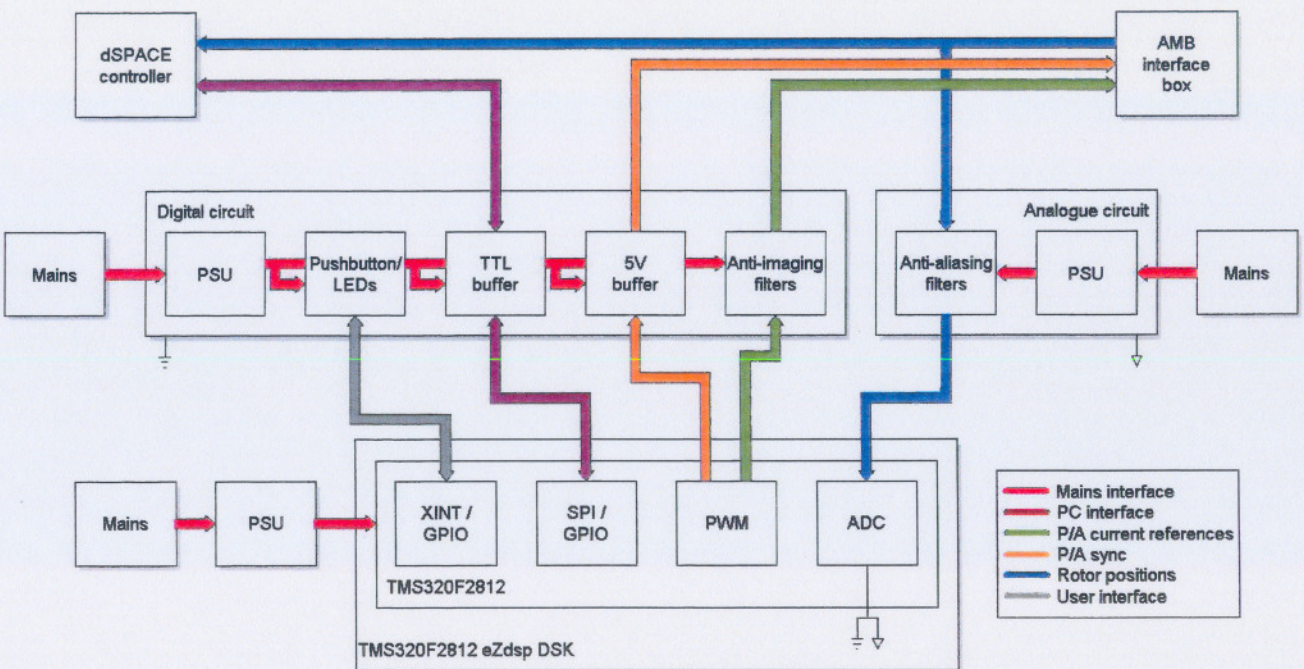 dSPACE
controller
AMB
interface
box
Digital circuit
Analogue circuit
Mains
PSU
Pushbutton/
LEDs
TTL
buffer
5V
buffer
Anti-imaging
filters
Anti-aliasing
filters
PSU
Mains
Mains
PSU
XINT /
GPIO
SPI /
GPIO
PWM
ADC
TMS320F2812
TMS320F2812 eZdsp DSK
Mains interface
PC interface
P/A current references
P/A sync
Rotor positions
User interface